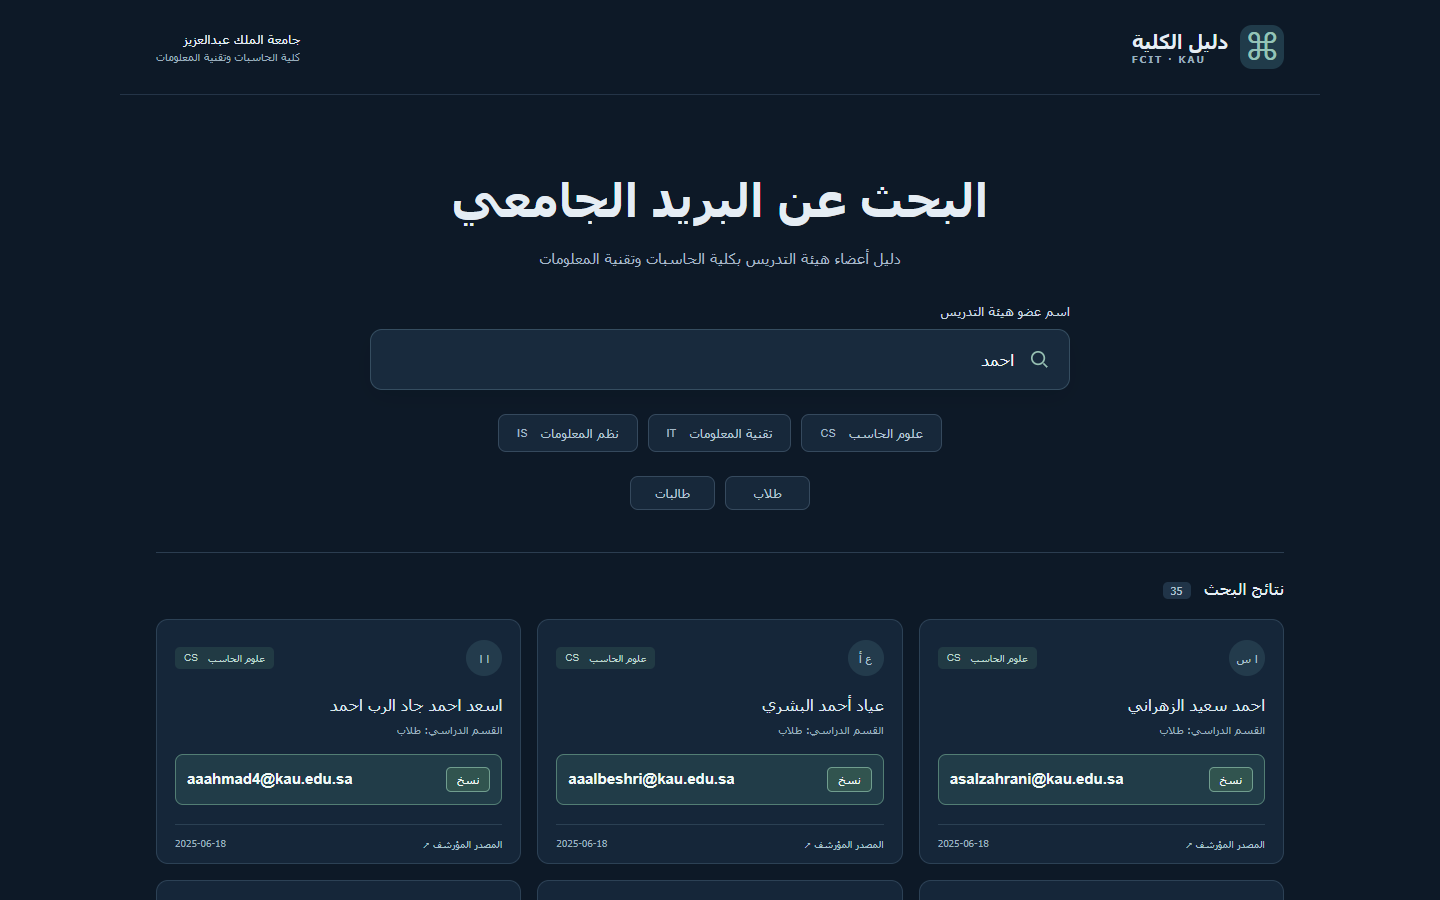 دليل الكلية
FCIT · KAU
جامعة الملك عبدالعزيز
كلية الحاسبات وتقنية المعلومات
البحث عن البريد الجامعي
دليل أعضاء هيئة التدريس بكلية الحاسبات وتقنية المعلومات
اسم عضو هيئة التدريس
احمد
علوم الحاسب CS
تقنية المعلومات IT
نظم المعلومات IS
طلاب
طالبات
نتائج البحث 35
ا س
علوم الحاسب CS
احمد سعيد الزهراني
القسم الدراسي: طلاب
نسخ
asalzahrani@kau.edu.sa
المصدر المؤرشف ↗
2025-06-18
ع أ
علوم الحاسب CS
عياد أحمد البشري
القسم الدراسي: طلاب
نسخ
aaalbeshri@kau.edu.sa
المصدر المؤرشف ↗
2025-06-18
ا ا
علوم الحاسب CS
اسعد احمد جاد الرب احمد
القسم الدراسي: طلاب
نسخ
aaahmad4@kau.edu.sa
المصدر المؤرشف ↗
2025-06-18